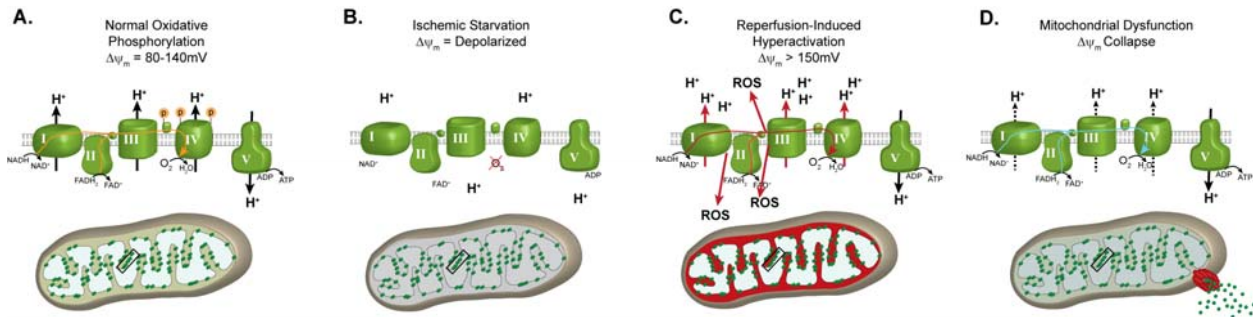 A.
Normal Oxidative
Phosphorylation
Δψm = 80-140mV
H⁺
H⁺
H⁺
P
P
P
I
II
III
IV
V
NADH
NAD⁺
FADH₂
FAD⁺
O₂
H₂O
ADP
ATP
H⁺
B.
Ischemic Starvation
Δψm = Depolarized
H⁺
H⁺
I
II
III
IV
V
NAD⁺
FAD⁺
H⁺
ADP
H⁺
C.
Reperfusion-Induced
Hyperactivation
Δψm > 150mV
H⁺
H⁺
ROS
H⁺
H⁺
H⁺
H⁺
H⁺
I
II
III
IV
V
NADH
NAD⁺
FADH₂
FAD⁺
O₂
H₂O
ADP
ATP
ROS
ROS
H⁺
D.
Mitochondrial Dysfunction
Δψm Collapse
H⁺
H⁺
H⁺
I
II
III
IV
V
NADH
NAD⁺
FADH₂
FAD⁺
O₂
H₂O
ADP
ATP
H⁺